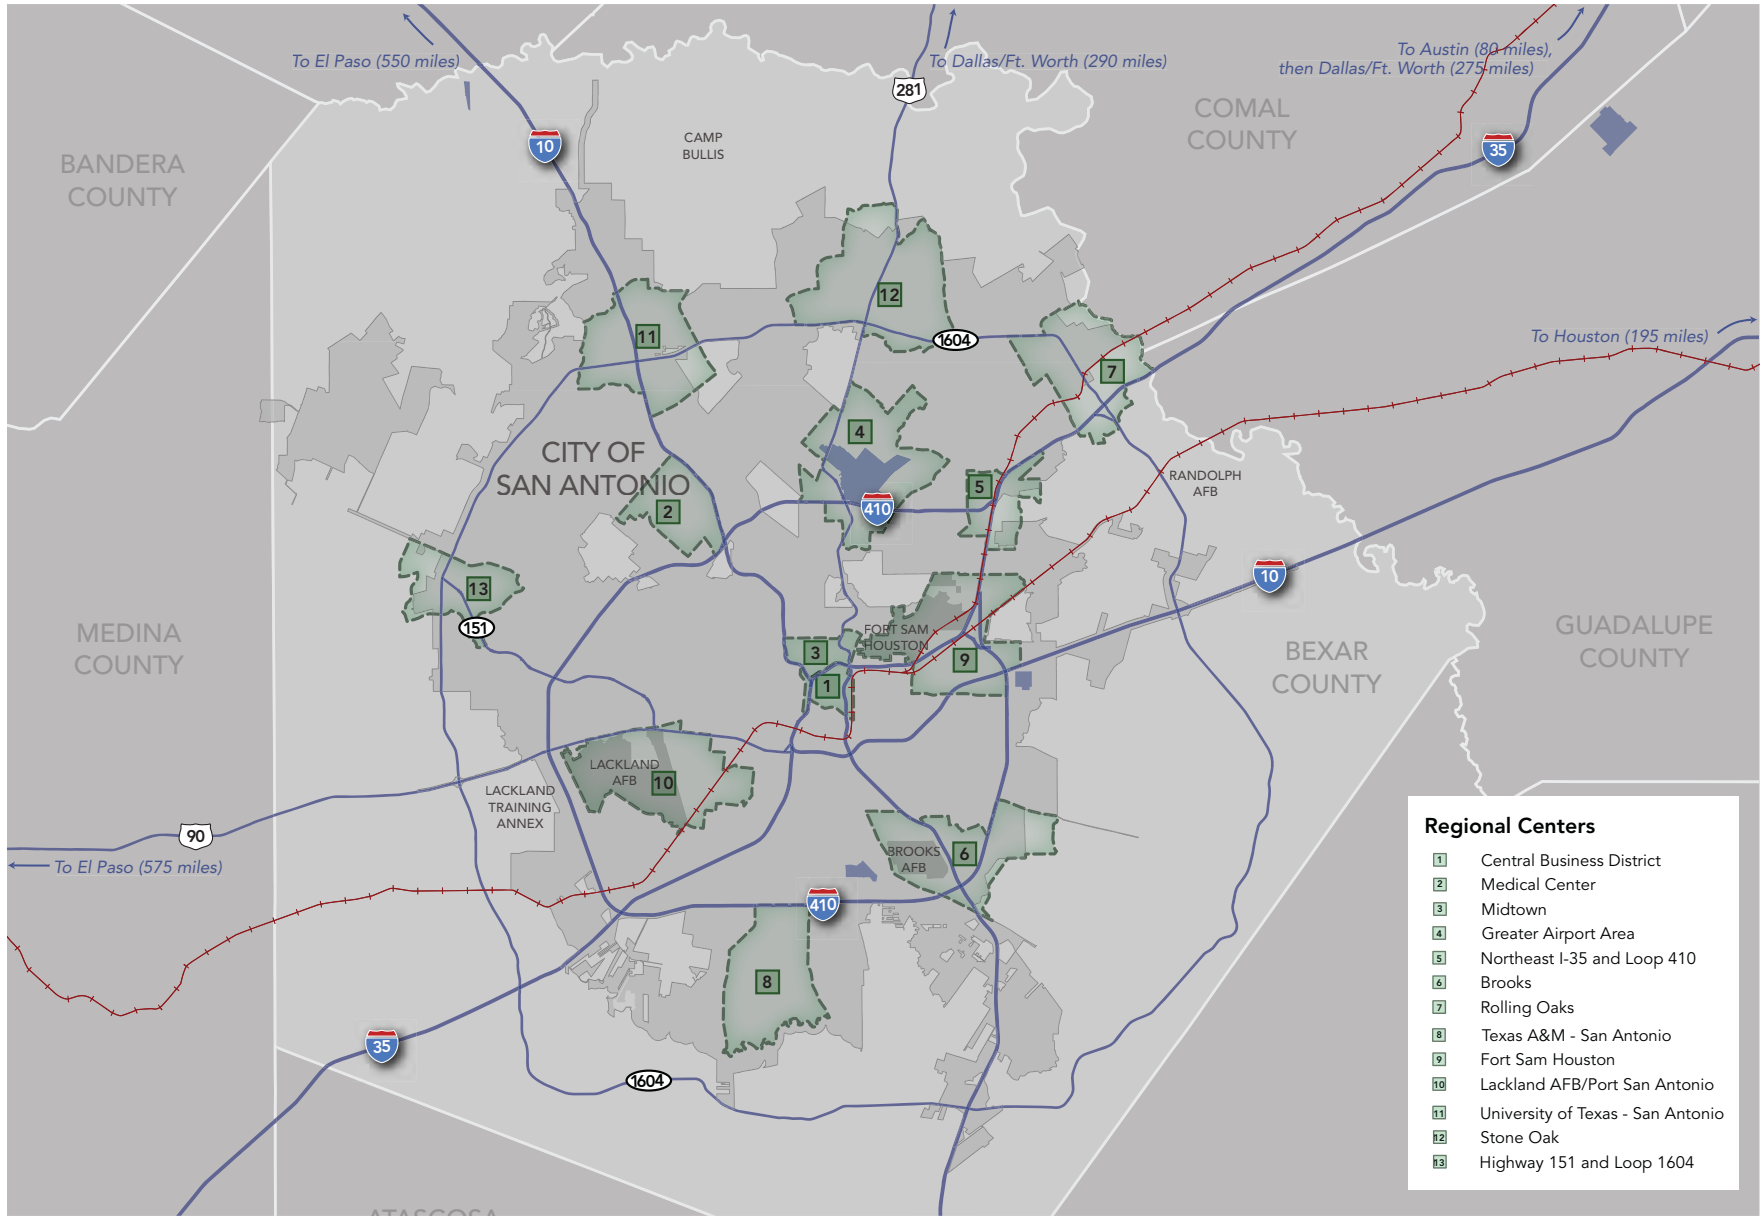 To El Paso (550 miles)
To Dallas/Ft. Worth (290 miles)
To Austin (80 miles),
then Dallas/Ft. Worth (275 miles)
281
COMAL
COUNTY
CAMP
BULLIS
10
35
BANDERA
COUNTY
12
11
1604
To Houston (195 miles)
7
4
CITY OF
SAN ANTONIO
5
RANDOLPH
AFB
2
410
10
13
151
FORT SAM
HOUSTON
MEDINA
COUNTY
GUADALUPE
COUNTY
3
9
BEXAR
COUNTY
1
LACKLAND
AFB
10
LACKLAND
TRAINING
ANNEX
90
To El Paso (575 miles)
BROOKS
AFB
6
410
8
35
1604
ATASCOSA
Regional Centers
1 Central Business District
2 Medical Center
3 Midtown
4 Greater Airport Area
5 Northeast I-35 and Loop 410
6 Brooks
7 Rolling Oaks
8 Texas A&M - San Antonio
9 Fort Sam Houston
10 Lackland AFB/Port San Antonio
11 University of Texas - San Antonio
12 Stone Oak
13 Highway 151 and Loop 1604